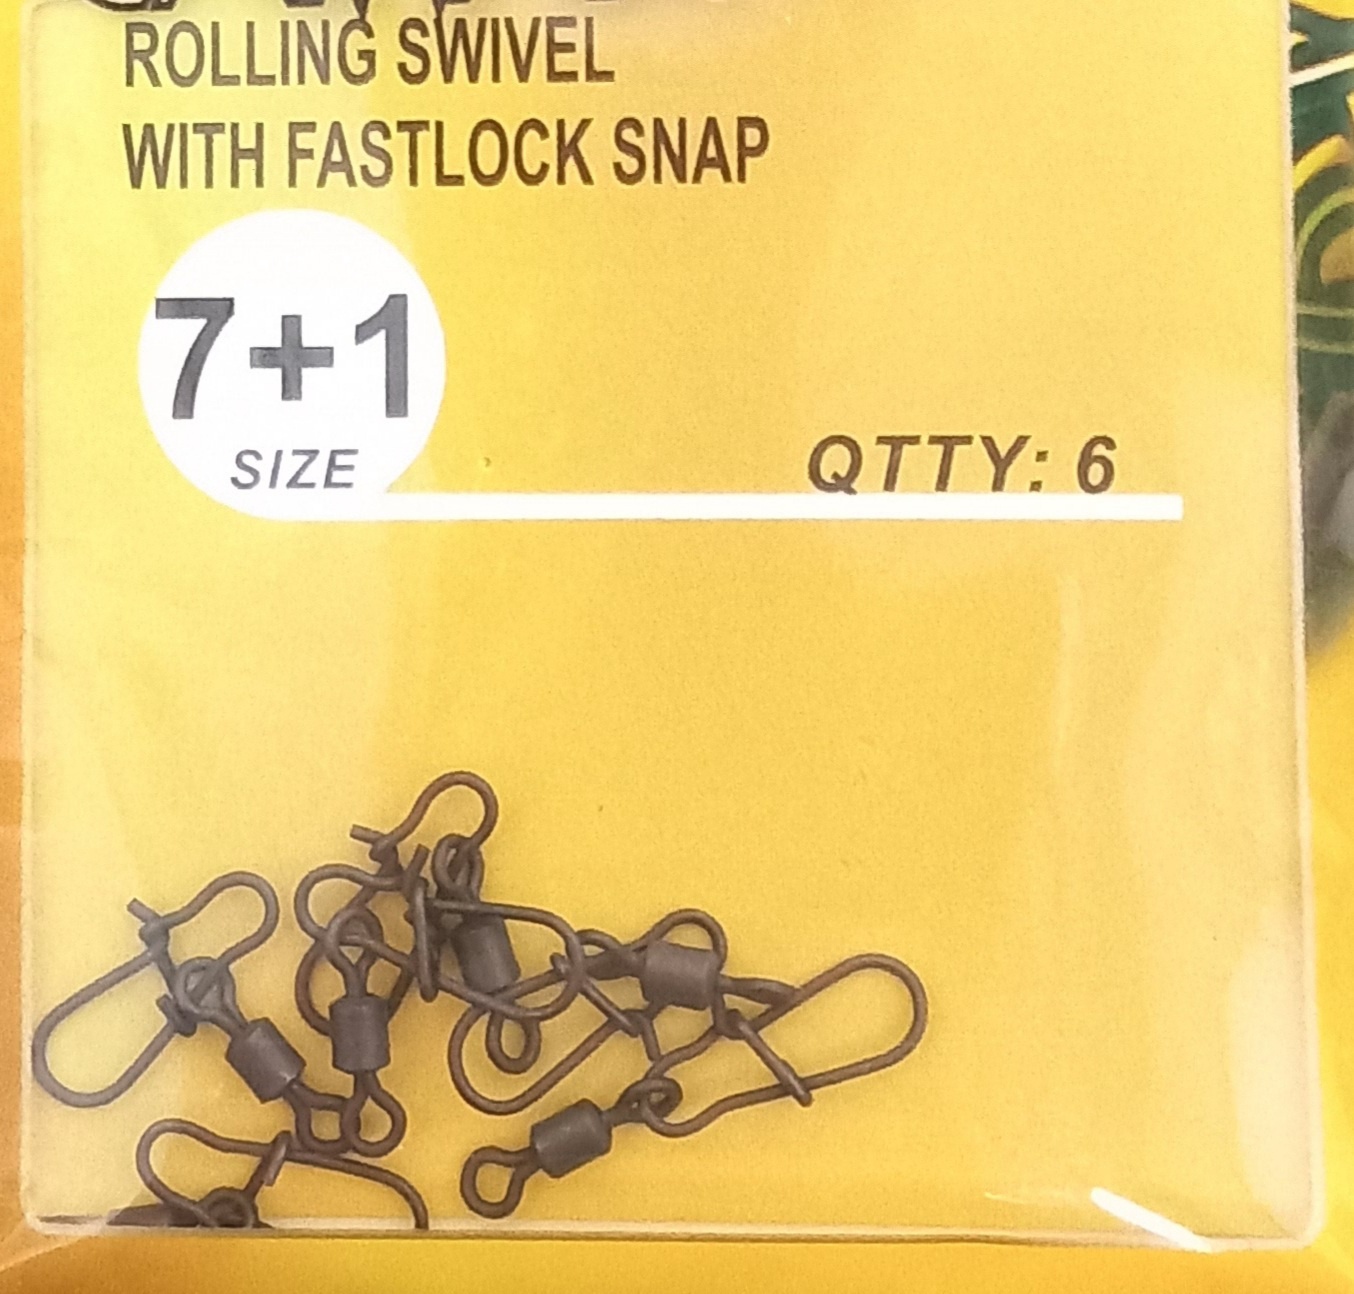 ROLLING SWIVEL
WITH FASTLOCK SNAP
7+1
SIZE
QTTY: 6